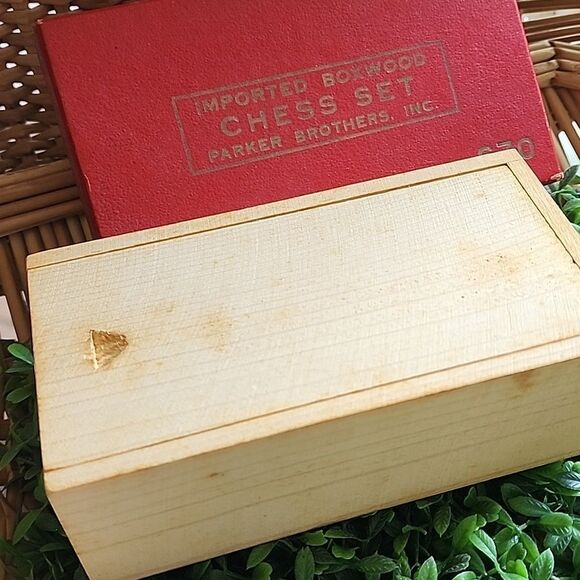 IMPORTED BOXWOOD
CHESS SET
PARKER BROTHERS, INC.